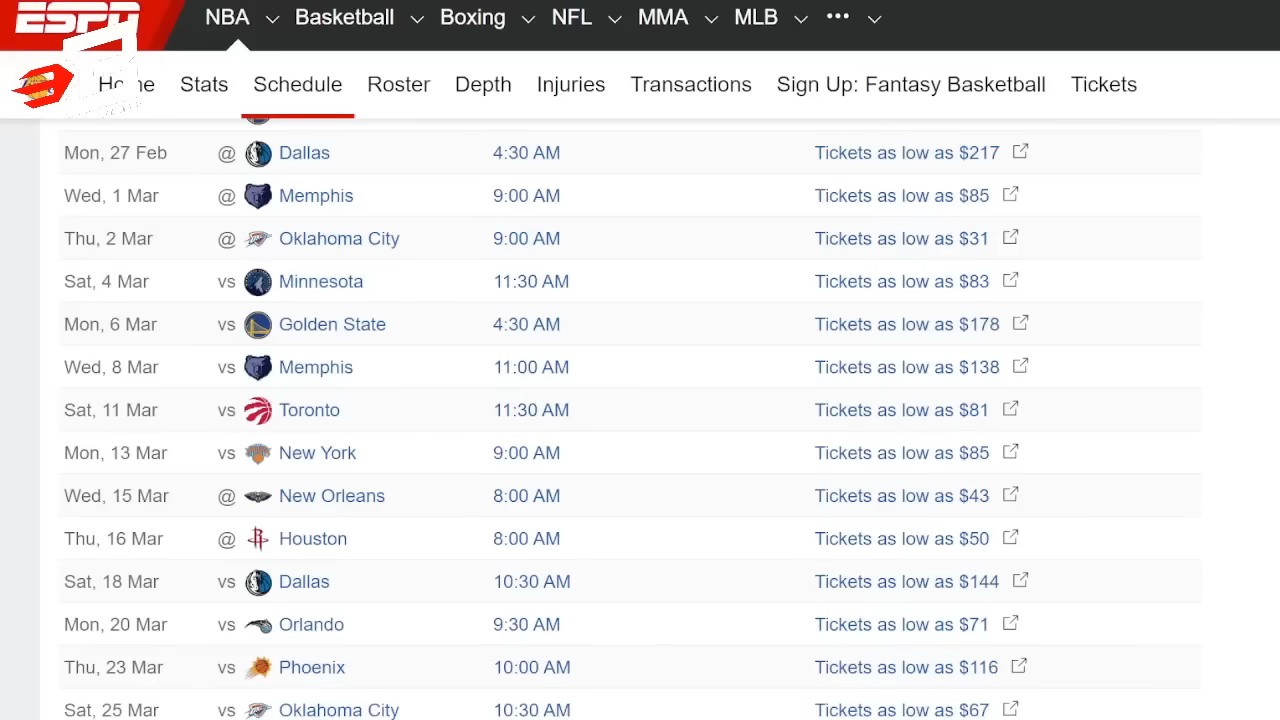 ESPN NBA Basketball Boxing NFL MMA MLB •••
Home Stats Schedule Roster Depth Injuries Transactions Sign Up: Fantasy Basketball Tickets
Mon, 27 Feb @ Dallas 4:30 AM Tickets as low as $217
Wed, 1 Mar @ Memphis 9:00 AM Tickets as low as $85
Thu, 2 Mar @ Oklahoma City 9:00 AM Tickets as low as $31
Sat, 4 Mar vs Minnesota 11:30 AM Tickets as low as $83
Mon, 6 Mar vs Golden State 4:30 AM Tickets as low as $178
Wed, 8 Mar vs Memphis 11:00 AM Tickets as low as $138
Sat, 11 Mar vs Toronto 11:30 AM Tickets as low as $81
Mon, 13 Mar vs New York 9:00 AM Tickets as low as $85
Wed, 15 Mar @ New Orleans 8:00 AM Tickets as low as $43
Thu, 16 Mar @ Houston 8:00 AM Tickets as low as $50
Sat, 18 Mar vs Dallas 10:30 AM Tickets as low as $144
Mon, 20 Mar vs Orlando 9:30 AM Tickets as low as $71
Thu, 23 Mar vs Phoenix 10:00 AM Tickets as low as $116
Sat, 25 Mar vs Oklahoma City 10:30 AM Tickets as low as $67